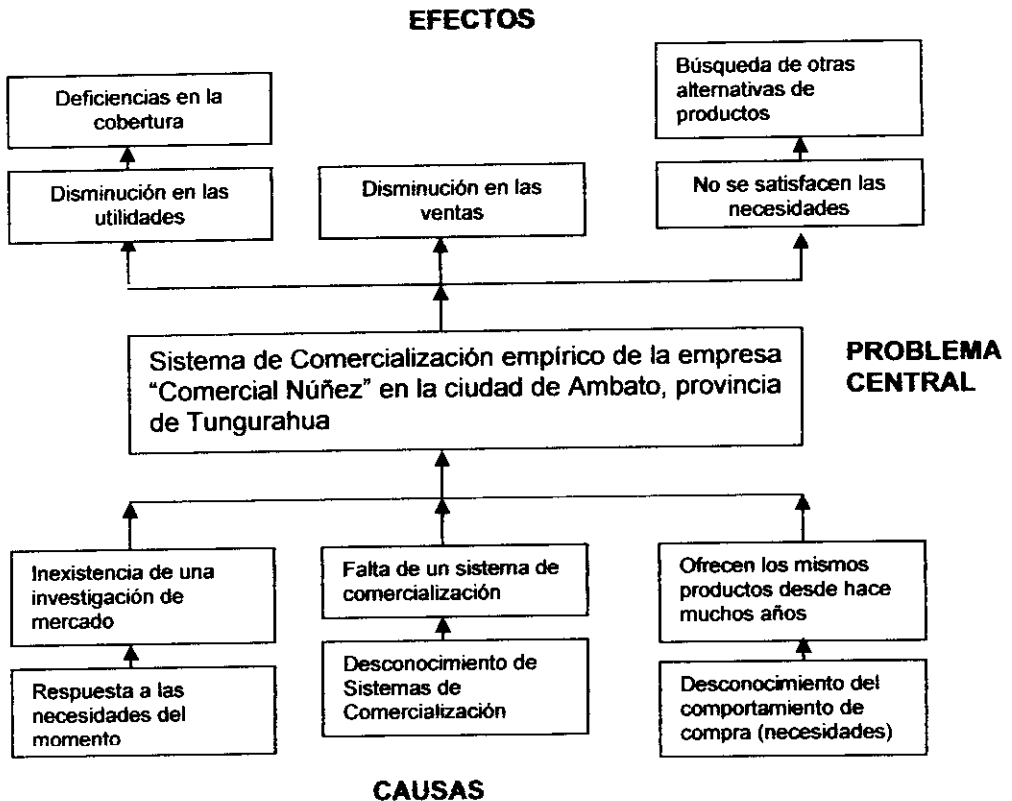 EFECTOS
Deficiencias en la
cobertura
Búsqueda de otras
alternativas de
productos
Disminución en las
utilidades
Disminución en las
ventas
No se satisfacen las
necesidades
Sistema de Comercialización empírico de la empresa
“Comercial Núñez” en la ciudad de Ambato, provincia
de Tungurahua
PROBLEMA
CENTRAL
Inexistencia de una
investigación de
mercado
Falta de un sistema de
comercialización
Ofrecen los mismos
productos desde hace
muchos años
Respuesta a las
necesidades del
momento
Desconocimiento de
Sistemas de
Comercialización
Desconocimiento del
comportamiento de
compra (necesidades)
CAUSAS